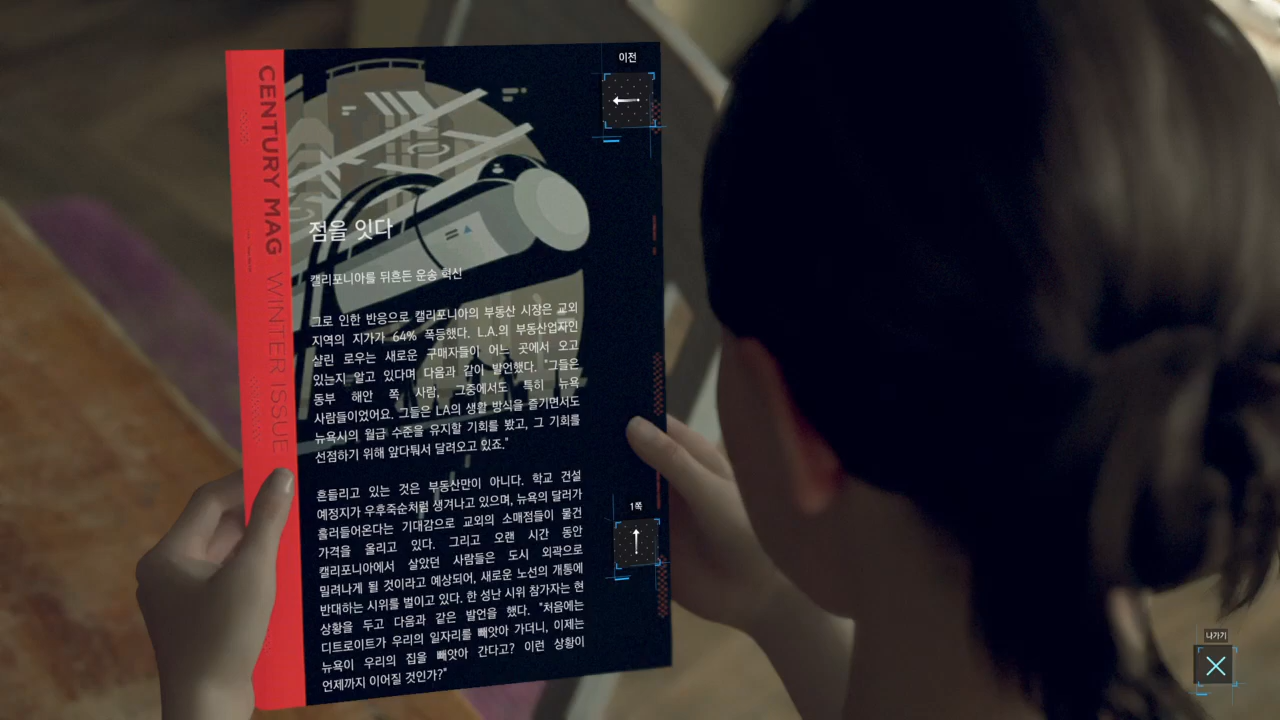 CENTURY MAG WINTER ISSUE
이전
점을 잇다
캘리포니아를 뒤흔든 운송 혁신
그로 인한 반응으로 캘리포니아의 부동산 시장은 교외
지역의 지가가 64% 폭등했다. L.A.의 부동산업자인
샬린 로우는 새로운 구매자들이 어느 곳에서 오고
있는지 알고 있다며 다음과 같이 발언했다. "그들은
동부 해안 쪽 사람, 그중에서도 특히 뉴욕
사람들이었어요. 그들은 LA의 생활 방식을 즐기면서도
뉴욕시의 월급 수준을 유지할 기회를 봤고, 그 기회를
선점하기 위해 앞다퉈서 달려오고 있죠."
흔들리고 있는 것은 부동산만이 아니다. 학교 건설
예정지가 우후죽순처럼 생겨나고 있으며, 뉴욕의 달러가
흘러들어온다는 기대감으로 교외의 소매점들이 물건
가격을 올리고 있다. 그리고 오랜 시간 동안
캘리포니아에서 살았던 사람들은 도시 외곽으로
밀려나게 될 것이라고 예상되어, 새로운 노선의 개통에
반대하는 시위를 벌이고 있다. 한 성난 시위 참가자는 현
상황을 두고 다음과 같은 발언을 했다. "처음에는
디트로이트가 우리의 일자리를 빼앗아 가더니, 이제는
뉴욕이 우리의 집을 빼앗아 간다고? 이런 상황이
언제까지 이어질 것인가?"
1쪽
나가기